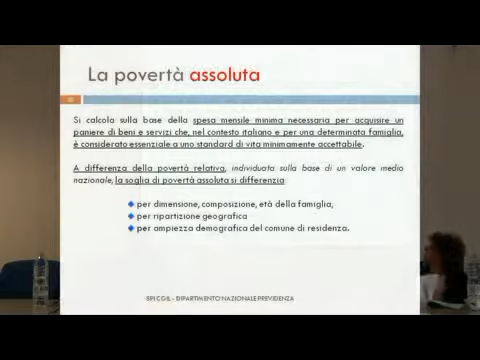 La povertà assoluta
Si calcola sulla base della spesa mensile minima necessaria per acquisire un
paniere di beni e servizi che, nel contesto italiano e per una determinata famiglia,
è considerato essenziale a uno standard di vita minimamente accettabile.
A differenza della povertà relativa, individuata sulla base di un valore medio
nazionale, la soglia di povertà assoluta si differenzia
per dimensione, composizione, età della famiglia,
per ripartizione geografica
per ampiezza demografica del comune di residenza.
CGIL - DIPARTIMENTO NAZIONALE PREVIDENZA